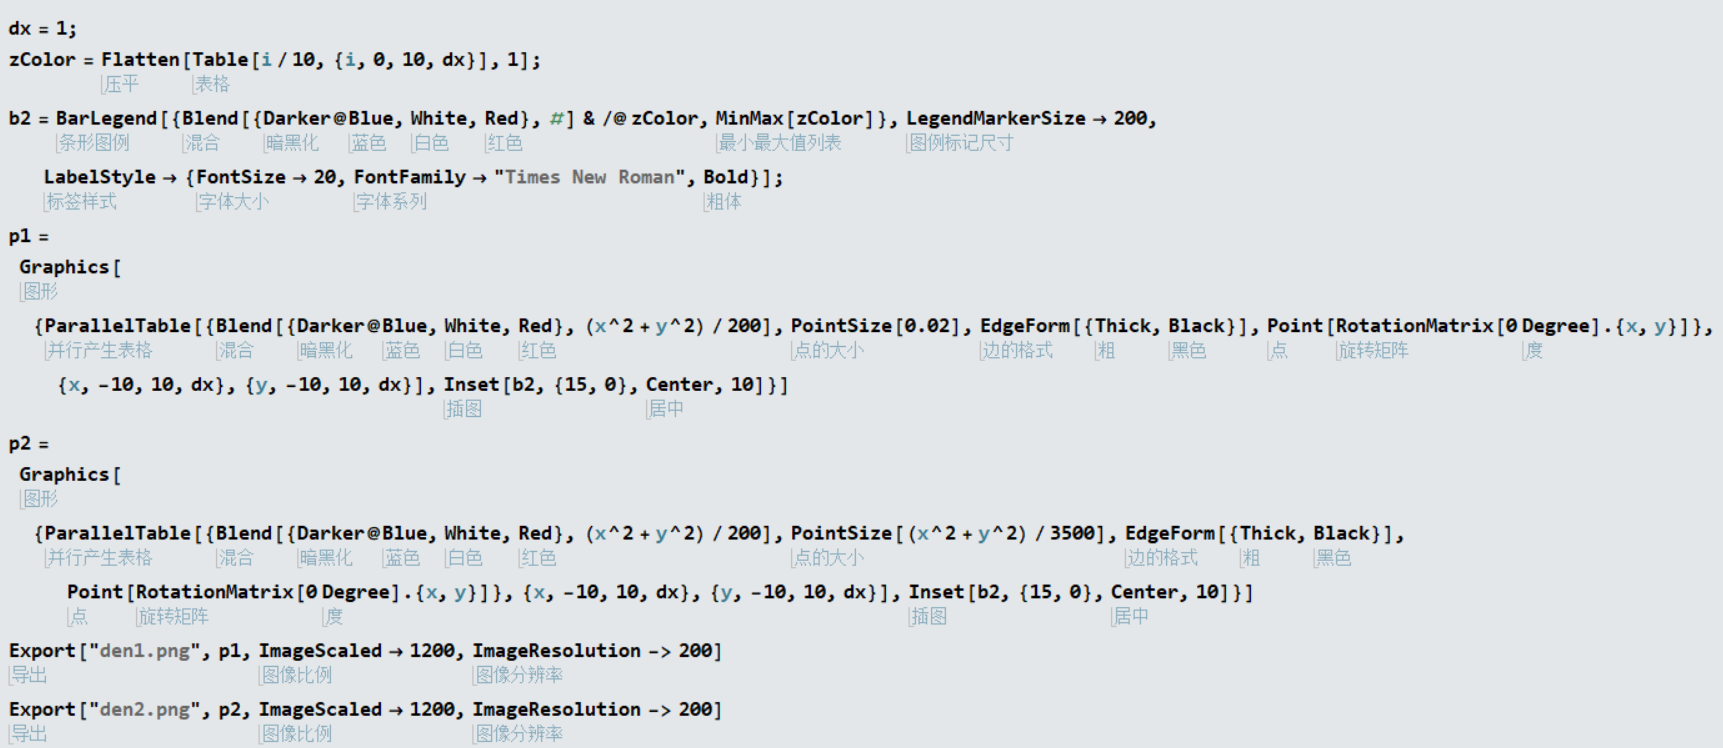 dx = 1;
zColor = Flatten[Table[i / 10, {i, 0, 10, dx}], 1];
压平 表格
b2 = BarLegend[{Blend[{Darker@Blue, White, Red}, #] & /@ zColor, MinMax[zColor]}, LegendMarkerSize → 200,
条形图例 混合 暗黑化 蓝色 白色 红色 最小最大值列表 图例标记尺寸
LabelStyle → {FontSize → 20, FontFamily → "Times New Roman", Bold}];
标签样式 字体大小 字体系列 粗体
p1 =
Graphics[
图形
{ParallelTable[{Blend[{Darker@Blue, White, Red}, (x^2 + y^2) / 200], PointSize[0.02], EdgeForm[{Thick, Black}], Point[RotationMatrix[0 Degree].{x, y}]},
并行产生表格 混合 暗黑化 蓝色 白色 红色 点的大小 边的格式 粗 黑色 点 旋转矩阵 度
{x, -10, 10, dx}, {y, -10, 10, dx}], Inset[b2, {15, 0}, Center, 10]}]
插图 居中
p2 =
Graphics[
图形
{ParallelTable[{Blend[{Darker@Blue, White, Red}, (x^2 + y^2) / 200], PointSize[(x^2 + y^2) / 3500], EdgeForm[{Thick, Black}],
并行产生表格 混合 暗黑化 蓝色 白色 红色 点的大小 边的格式 粗 黑色
Point[RotationMatrix[0 Degree].{x, y}]}, {x, -10, 10, dx}, {y, -10, 10, dx}], Inset[b2, {15, 0}, Center, 10]}]
点 旋转矩阵 度 插图 居中
Export["den1.png", p1, ImageScaled → 1200, ImageResolution -> 200]
导出 图像比例 图像分辨率
Export["den2.png", p2, ImageScaled → 1200, ImageResolution -> 200]
导出 图像比例 图像分辨率